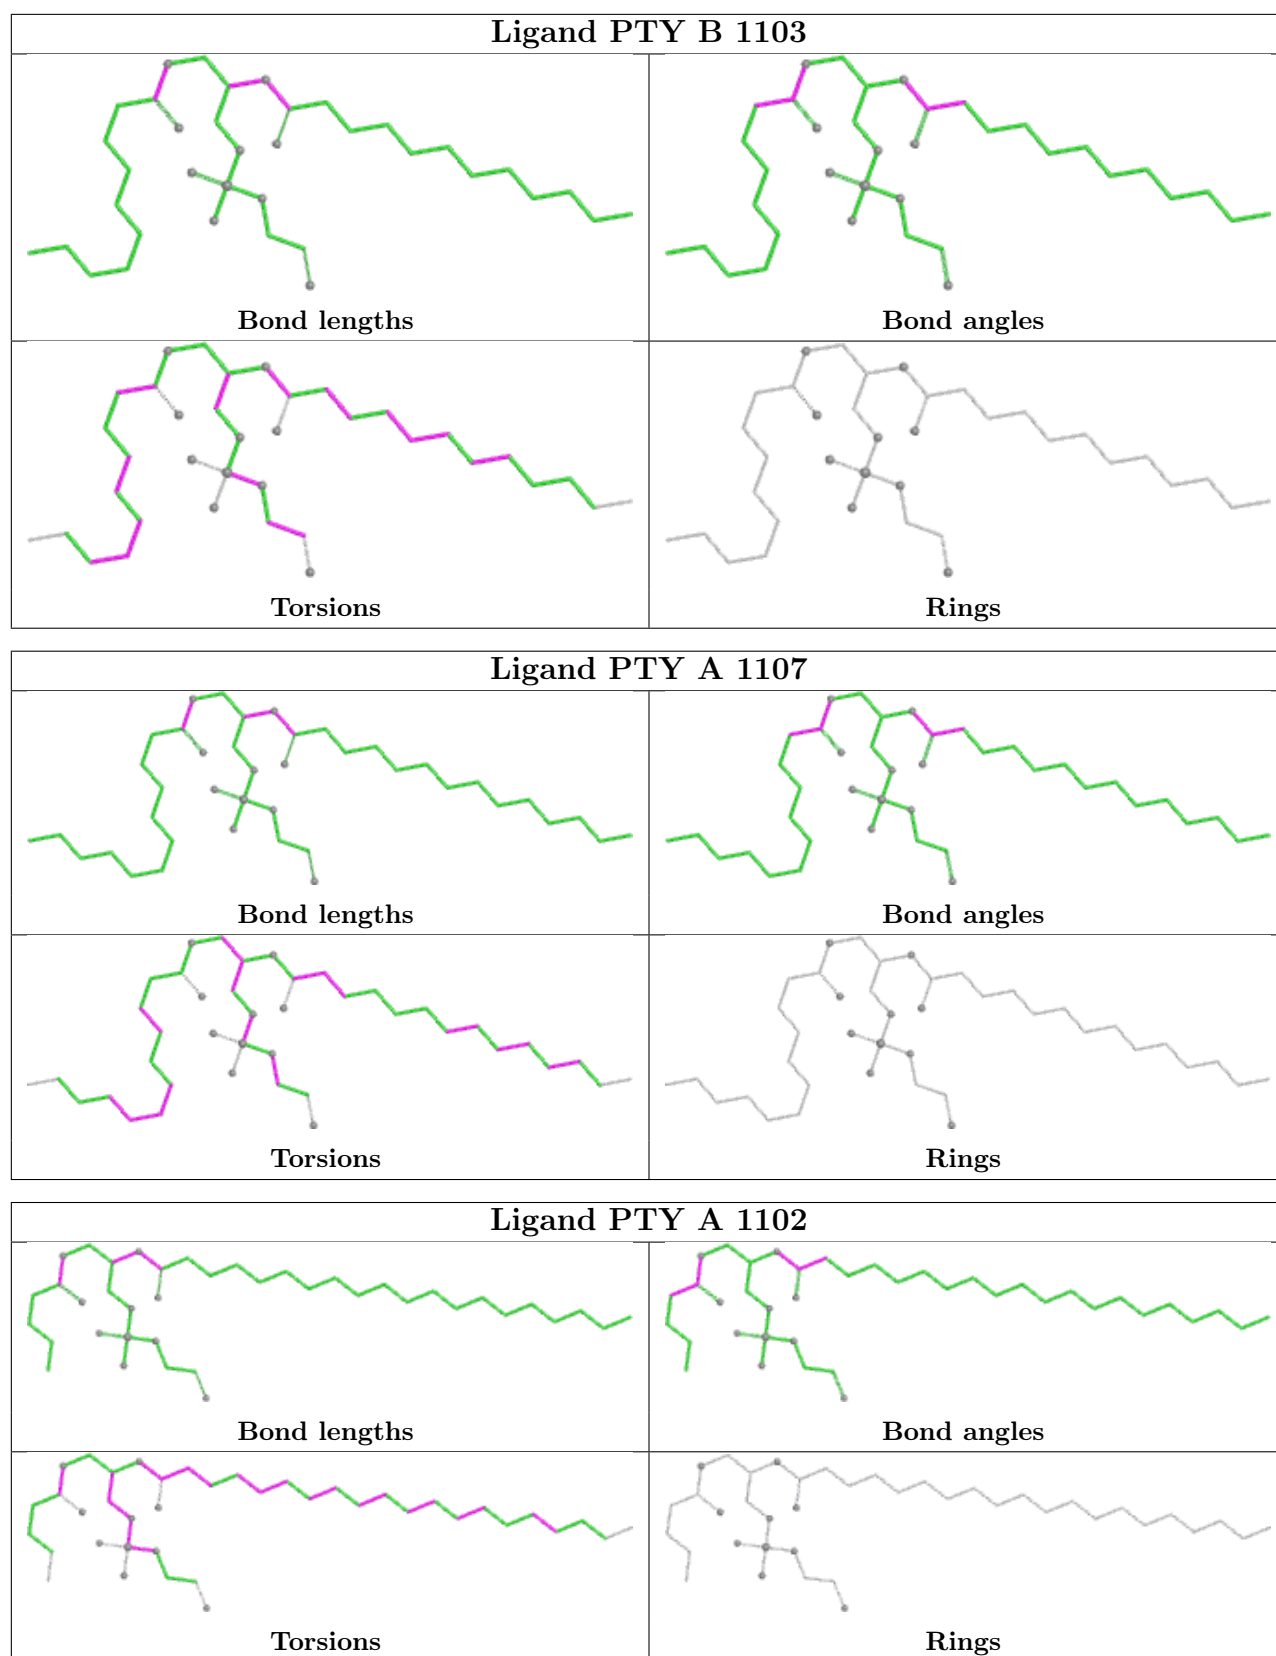 Ligand PTY B 1103
Bond lengths
Bond angles
Torsions
Rings
Ligand PTY A 1107
Bond lengths
Bond angles
Torsions
Rings
Ligand PTY A 1102
Bond lengths
Bond angles
Torsions
Rings